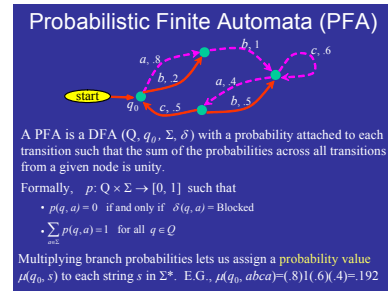 Probabilistic Finite Automata (PFA)
b, 1
a, .8
c, .6
b, .2
a, .4
start
q₀
c, .5
b, .5
A PFA is a DFA (Q, q₀, Σ, δ) with a probability attached to each
transition such that the sum of the probabilities across all transitions
from a given node is unity.
Formally, p: Q × Σ → [0, 1] such that
• p(q, a) = 0 if and only if δ(q, a) = Blocked
• ∑ p(q, a) = 1 for all q ∈ Q
a∈Σ
Multiplying branch probabilities lets us assign a probability value
μ(q₀, s) to each string s in Σ*. E.g., μ(q₀, abca)=(.8)1(.6)(.4)=.192